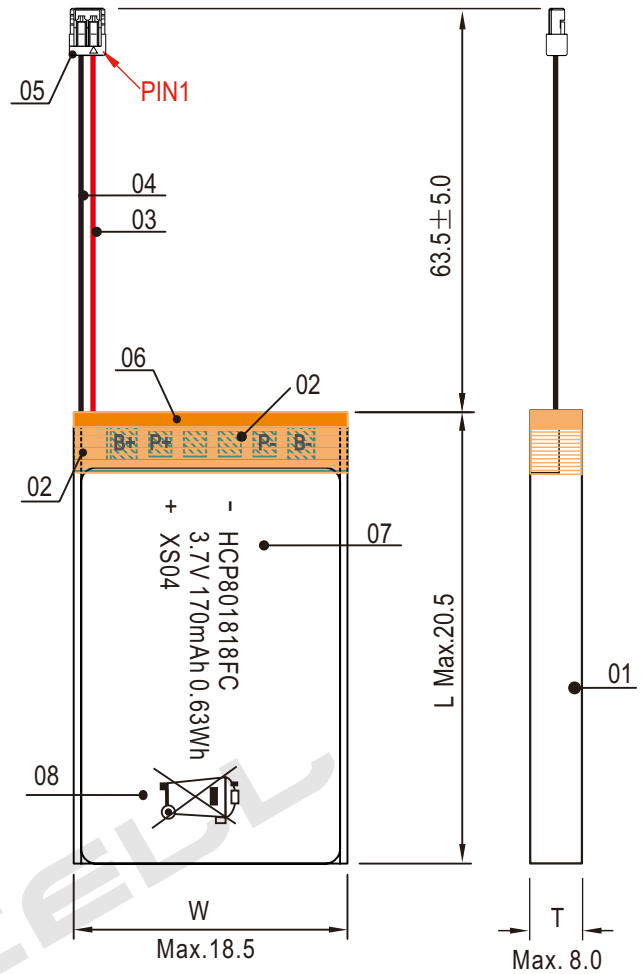 05
PIN1
04
03
63.5±5.0
06
02
B+ P+ P- B-
02
+ -
HCP801818FC
3.7V 170mAh 0.63Wh
XS04
07
L Max.20.5
01
08
W
Max.18.5
T
Max. 8.0